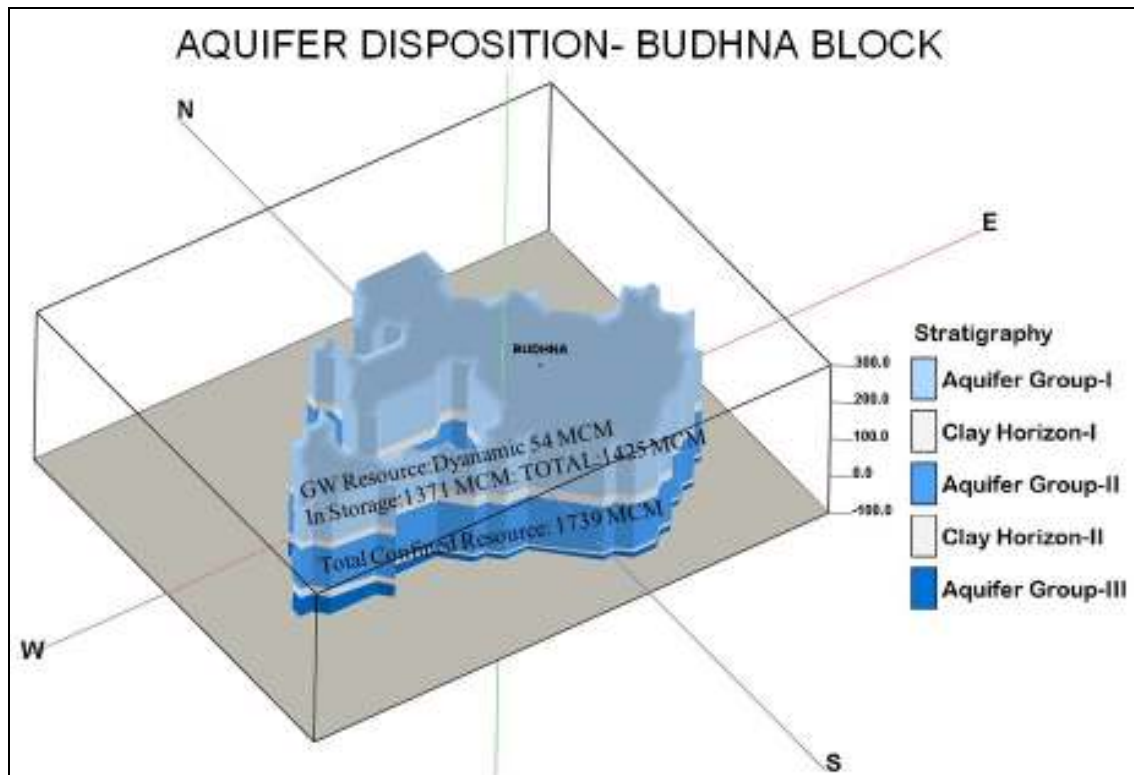 AQUIFER DISPOSITION- BUDHNA BLOCK
N
E
BUDHNA
GW Resource:Dyanamic 54 MCM
In Storage:1371 MCM: TOTAL:1425 MCM
Total Confined Resource: 1739 MCM
W
S
300.0
200.0
100.0
0.0
-100.0
Stratigraphy
Aquifer Group-I
Clay Horizon-I
Aquifer Group-II
Clay Horizon-II
Aquifer Group-III